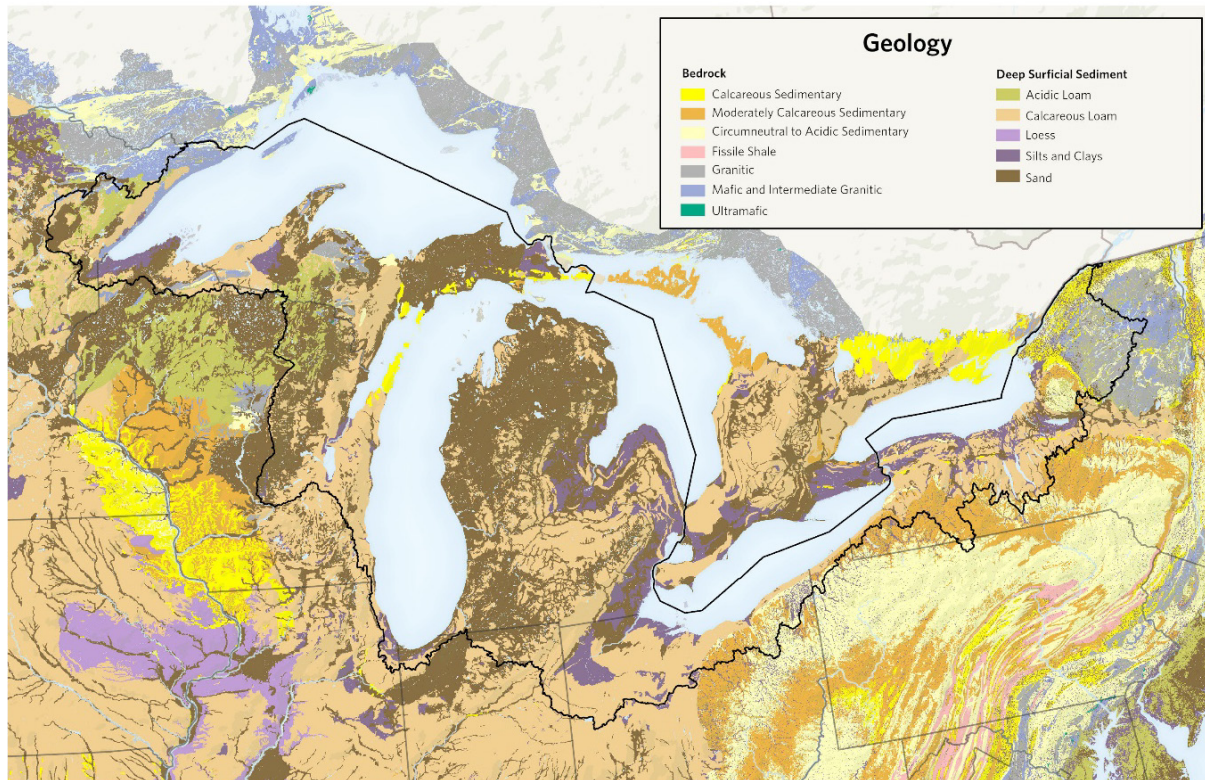 Geology
Bedrock
Calcareous Sedimentary
Moderately Calcareous Sedimentary
Circumneutral to Acidic Sedimentary
Fissile Shale
Granitic
Mafic and Intermediate Granitic
Ultramafic
Deep Surficial Sediment
Acidic Loam
Calcareous Loam
Loess
Silts and Clays
Sand